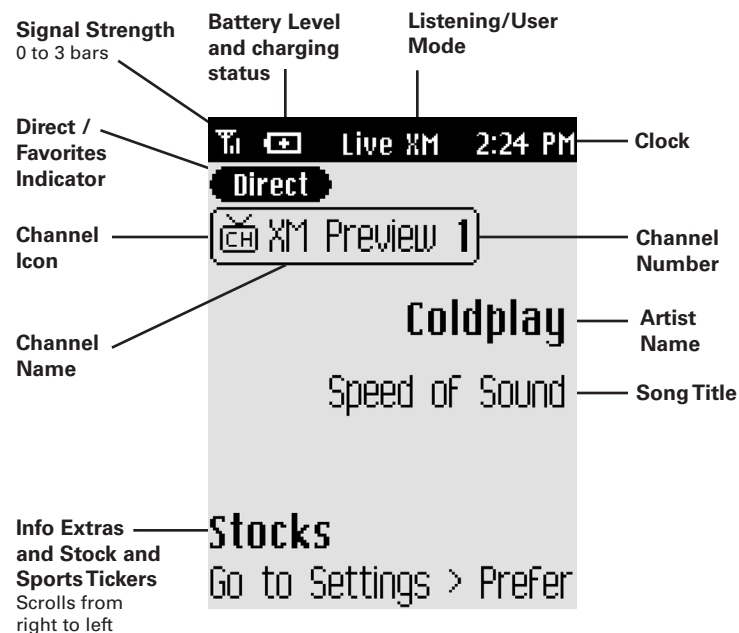 Signal Strength
0 to 3 bars
Battery Level
and charging
status
Listening/User
Mode
Direct /
Favorites
Indicator
Live XM 2:24 PM
Clock
Direct
Channel
Icon
CH XM Preview 1
Channel
Number
Channel
Name
Coldplay
Artist
Name
Speed of Sound
Song Title
Info Extras
and Stock and
Sports Tickers
Scrolls from
right to left
Stocks
Go to Settings > Prefer